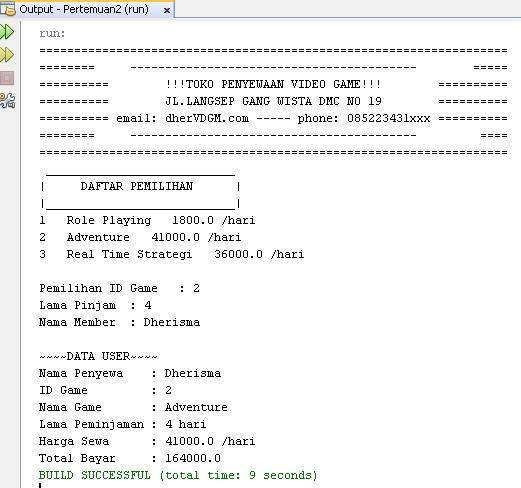 Output - Pertemuan2 (run)
run:
====================================================================
======== ----------------------------------------- =====
========== !!!TOKO PENYEWAAN VIDEO GAME!!! ==========
========== JL.LANGSEP GANG WISTA DMC NO 19 ==========
========== email: dherVDGM.com ----- phone: 085223431xxx ==========
======== ----------------------------------------- ====
====================================================================
| DAFTAR PEMILIHAN |
|___________________________|
1 Role Playing 1800.0 /hari
2 Adventure 41000.0 /hari
3 Real Time Strategi 36000.0 /hari
Pemilihan ID Game : 2
Lama Pinjam : 4
Nama Member : Dherisma
~~~~DATA USER~~~~
Nama Penyewa : Dherisma
ID Game : 2
Nama Game : Adventure
Lama Peminjaman : 4 hari
Harga Sewa : 41000.0 /hari
Total Bayar : 164000.0
BUILD SUCCESSFUL (total time: 9 seconds)